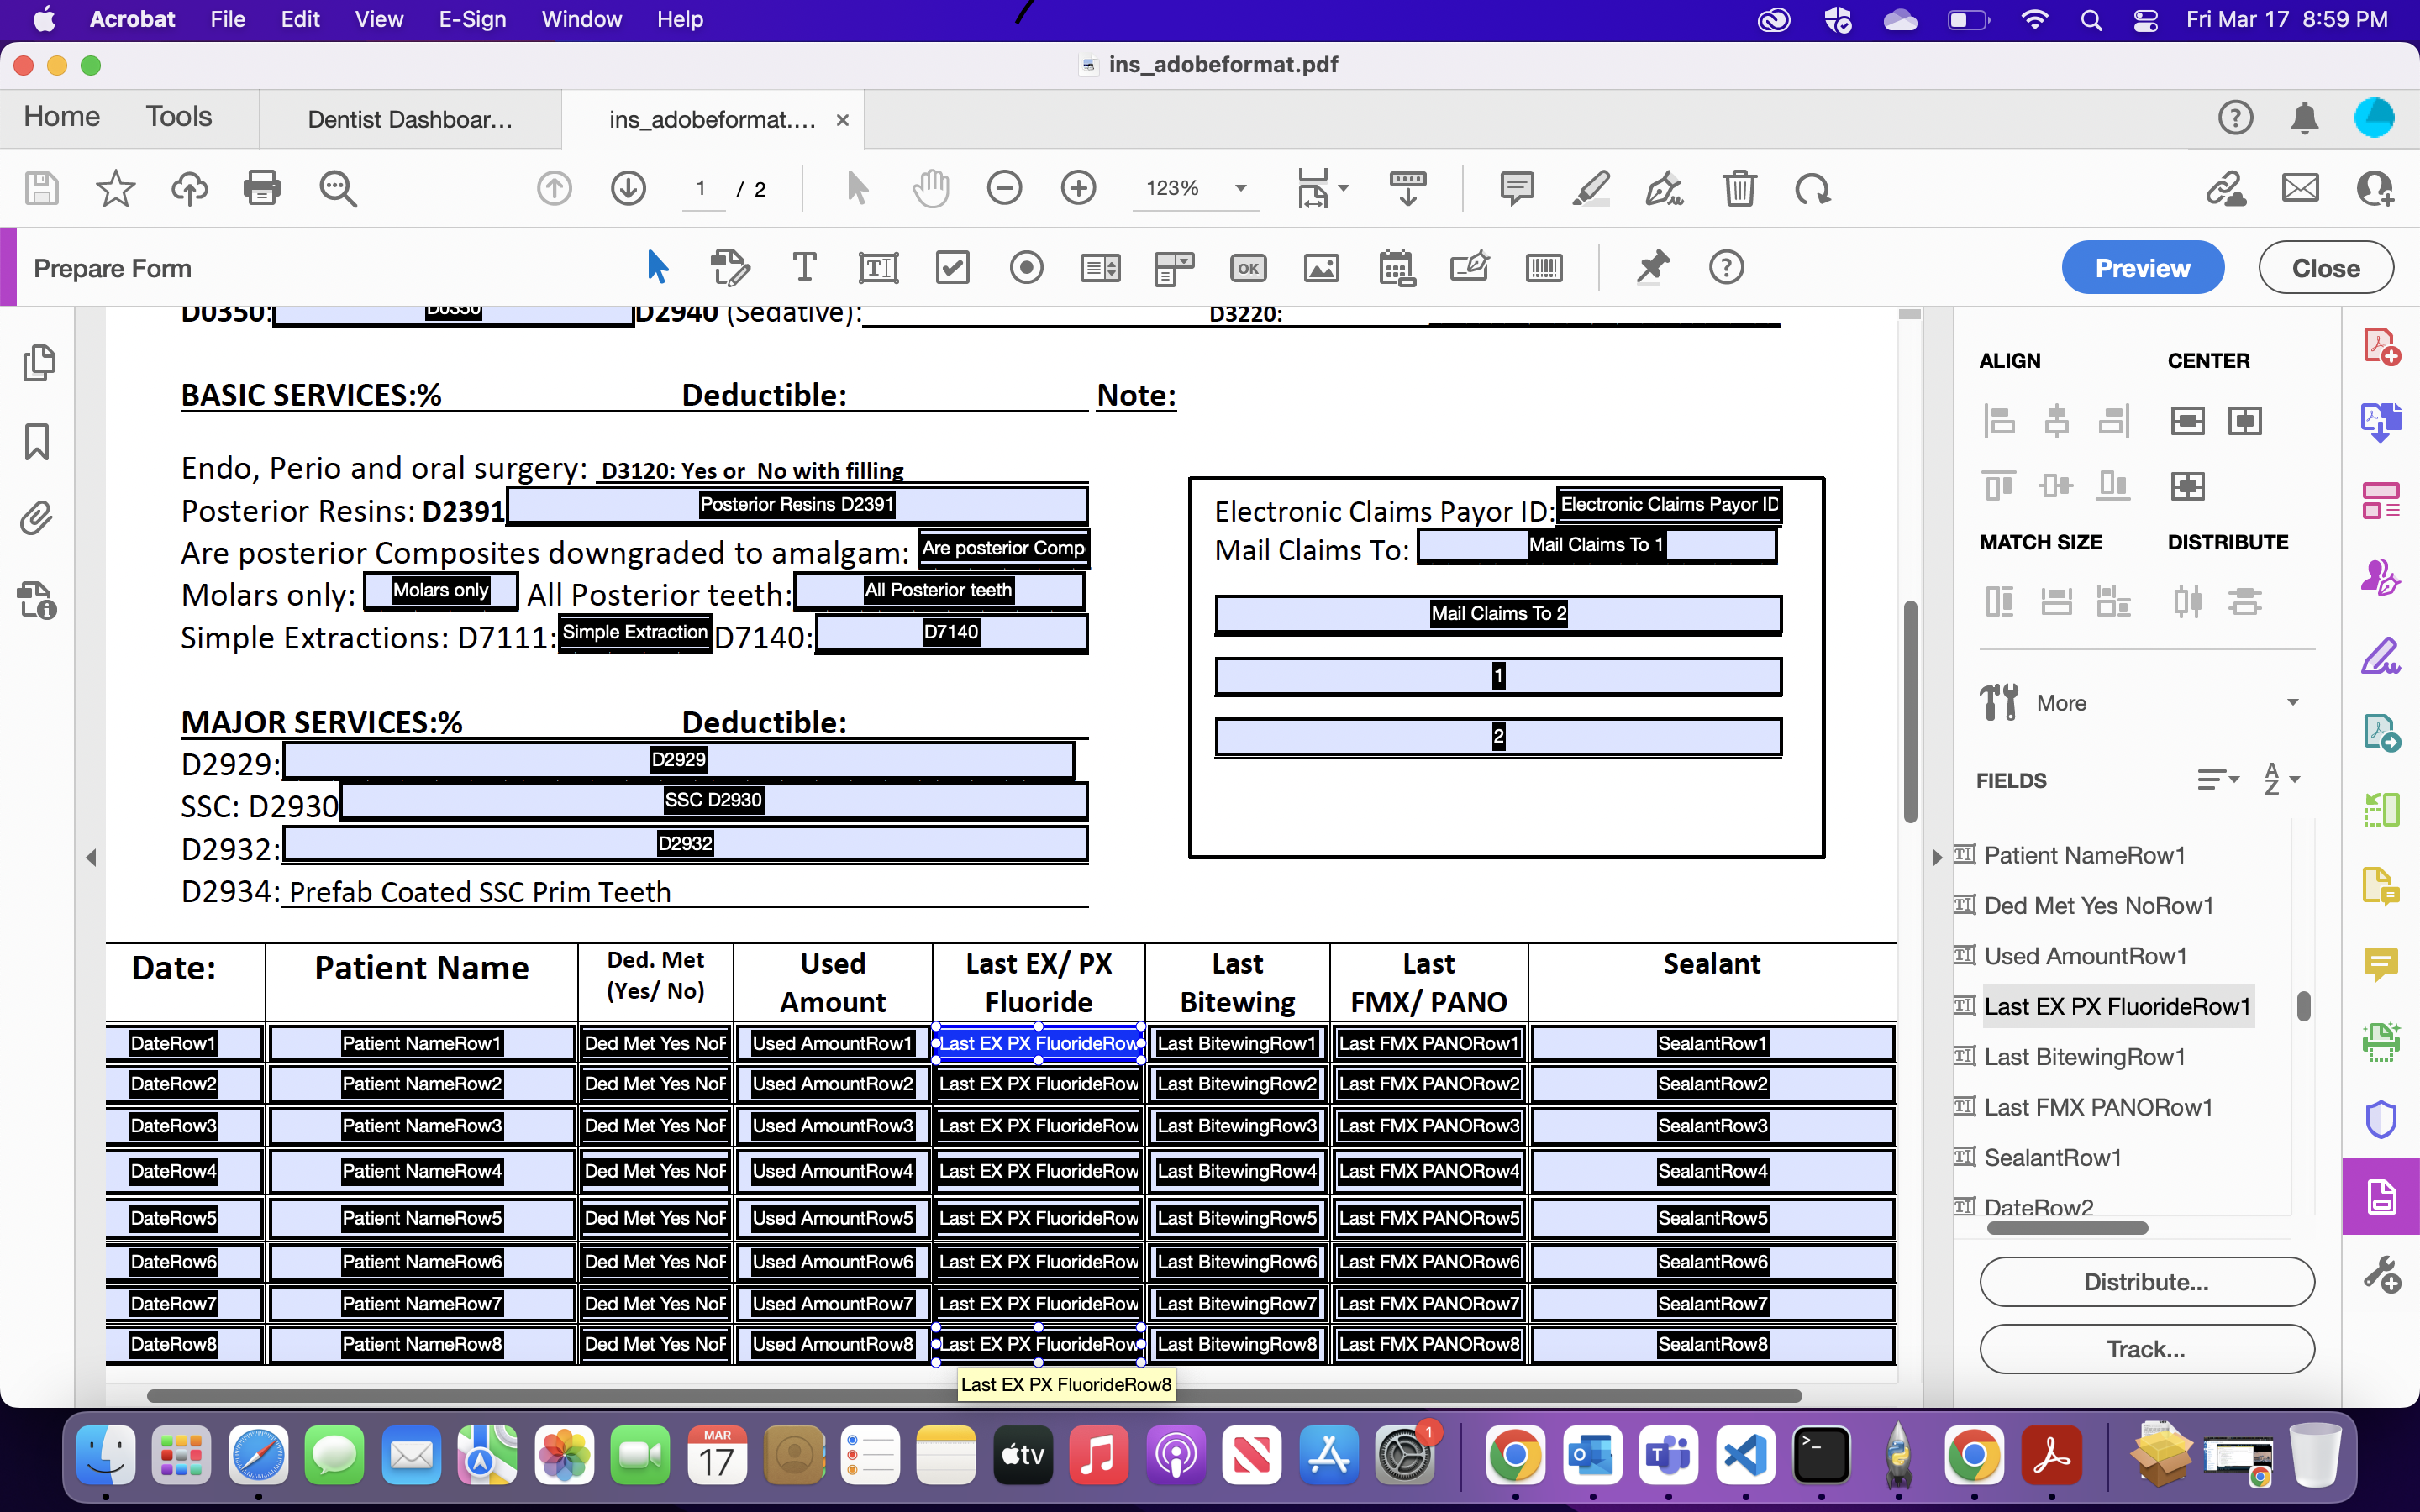 Acrobat File Edit View E-Sign Window Help Fri Mar 17 8:59 PM
ins_adobeformat.pdf
Home Tools Dentist Dashboar... ins_adobeformat.... ×
1 / 2 123%
Prepare Form T TI OK Preview Close
D0350: D0350 D2940 (Sedative): D3220:
BASIC SERVICES:% Deductible: Note:
Endo, Perio and oral surgery: D3120: Yes or No with filling
Posterior Resins: D2391 Posterior Resins D2391
Are posterior Composites downgraded to amalgam: Are posterior Comp
Molars only: Molars only All Posterior teeth: All Posterior teeth
Simple Extractions: D7111: Simple Extraction D7140: D7140
Electronic Claims Payor ID: Electronic Claims Payor ID
Mail Claims To: Mail Claims To 1
Mail Claims To 2
1
2
MAJOR SERVICES:% Deductible:
D2929: D2929
SSC: D2930 SSC D2930
D2932: D2932
D2934: Prefab Coated SSC Prim Teeth
Date: Patient Name Ded. Met (Yes/ No) Used Amount Last EX/ PX Fluoride Last Bitewing Last FMX/ PANO Sealant
DateRow1 Patient NameRow1 Ded Met Yes NoR Used AmountRow1 Last EX PX FluorideRow Last BitewingRow1 Last FMX PANORow1 SealantRow1
DateRow2 Patient NameRow2 Ded Met Yes NoR Used AmountRow2 Last EX PX FluorideRow Last BitewingRow2 Last FMX PANORow2 SealantRow2
DateRow3 Patient NameRow3 Ded Met Yes NoR Used AmountRow3 Last EX PX FluorideRow Last BitewingRow3 Last FMX PANORow3 SealantRow3
DateRow4 Patient NameRow4 Ded Met Yes NoR Used AmountRow4 Last EX PX FluorideRow Last BitewingRow4 Last FMX PANORow4 SealantRow4
DateRow5 Patient NameRow5 Ded Met Yes NoR Used AmountRow5 Last EX PX FluorideRow Last BitewingRow5 Last FMX PANORow5 SealantRow5
DateRow6 Patient NameRow6 Ded Met Yes NoR Used AmountRow6 Last EX PX FluorideRow Last BitewingRow6 Last FMX PANORow6 SealantRow6
DateRow7 Patient NameRow7 Ded Met Yes NoR Used AmountRow7 Last EX PX FluorideRow Last BitewingRow7 Last FMX PANORow7 SealantRow7
DateRow8 Patient NameRow8 Ded Met Yes NoR Used AmountRow8 Last EX PX FluorideRow Last BitewingRow8 Last FMX PANORow8 SealantRow8
Last EX PX FluorideRow8
ALIGN CENTER
MATCH SIZE DISTRIBUTE
More
FIELDS A Z
Patient NameRow1
Ded Met Yes NoRow1
Used AmountRow1
Last EX PX FluorideRow1
Last BitewingRow1
Last FMX PANORow1
SealantRow1
DateRow2
Distribute...
Track...
MAR
17
tv
1